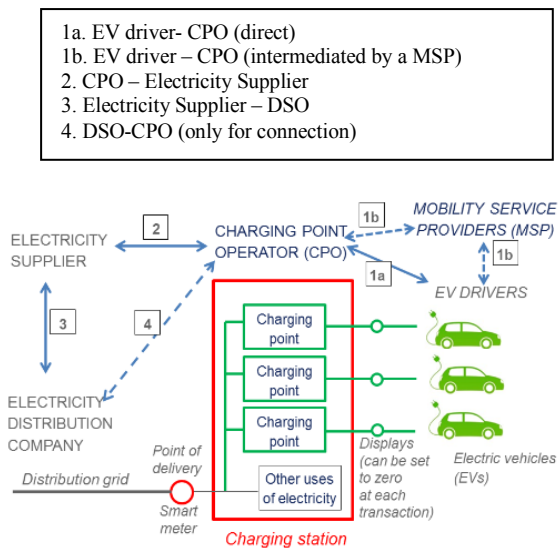 1a. EV driver- CPO (direct)
1b. EV driver – CPO (intermediated by a MSP)
2. CPO – Electricity Supplier
3. Electricity Supplier – DSO
4. DSO-CPO (only for connection)
ELECTRICITY
SUPPLIER
2
CHARGING POINT
OPERATOR (CPO)
1b
MOBILITY SERVICE
PROVIDERS (MSP)
1b
1a
EV DRIVERS
3
4
ELECTRICITY
DISTRIBUTION
COMPANY
Charging
point
Charging
point
Charging
point
Point of
delivery
Distribution grid
Smart
meter
Other uses
of electricity
Displays
(can be set
to zero
at each
transaction)
Electric vehicles
(EVs)
Charging station